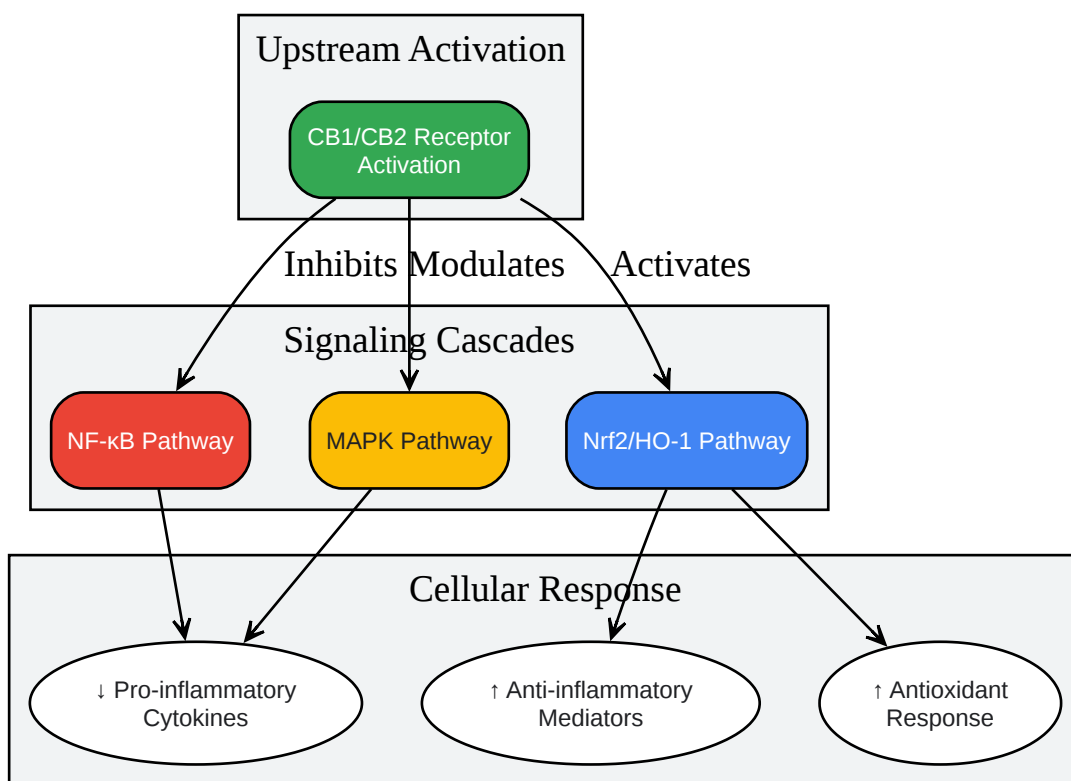 Upstream Activation
CB1/CB2 Receptor
Activation
Inhibits Modulates Activates
Signaling Cascades
NF-κB Pathway
MAPK Pathway
Nrf2/HO-1 Pathway
Cellular Response
↓ Pro-inflammatory
Cytokines
↑ Anti-inflammatory
Mediators
↑ Antioxidant
Response